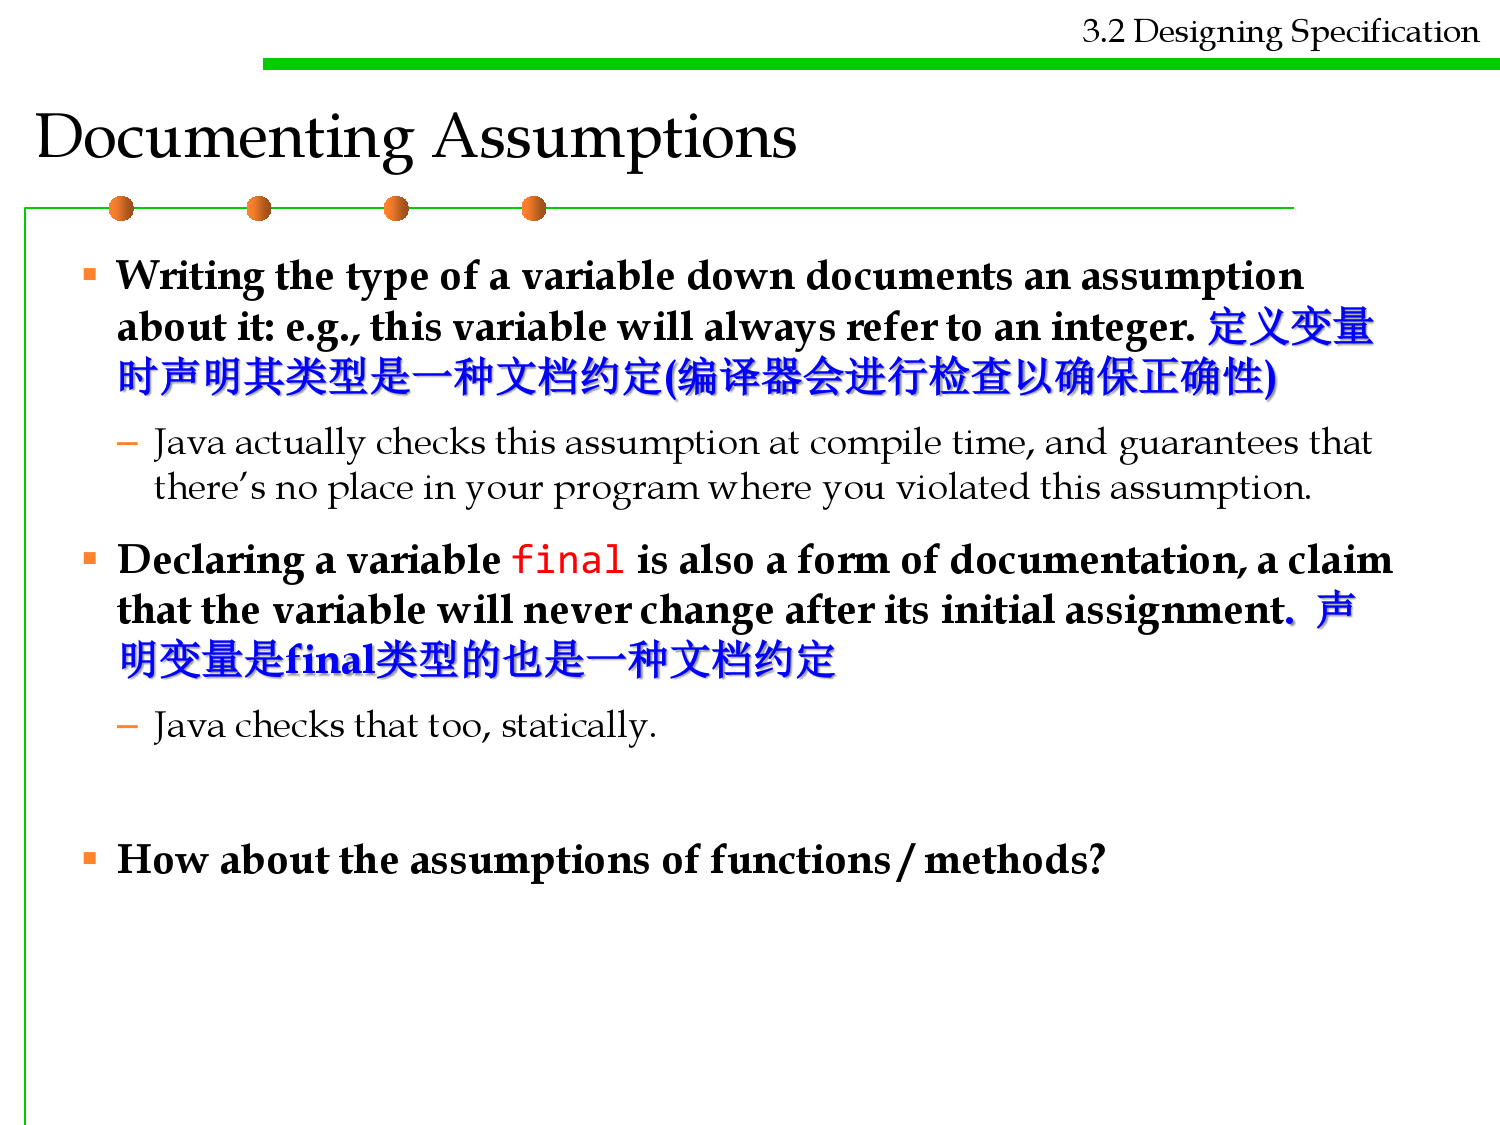 3.2 Designing Specification
Documenting Assumptions
▪ Writing the type of a variable down documents an assumption
about it: e.g., this variable will always refer to an integer. 定义变量
时声明其类型是一种文档约定(编译器会进行检查以确保正确性)
– Java actually checks this assumption at compile time, and guarantees that
there’s no place in your program where you violated this assumption.
▪ Declaring a variable final is also a form of documentation, a claim
that the variable will never change after its initial assignment. 声
明变量是final类型的也是一种文档约定
– Java checks that too, statically.
▪ How about the assumptions of functions / methods?